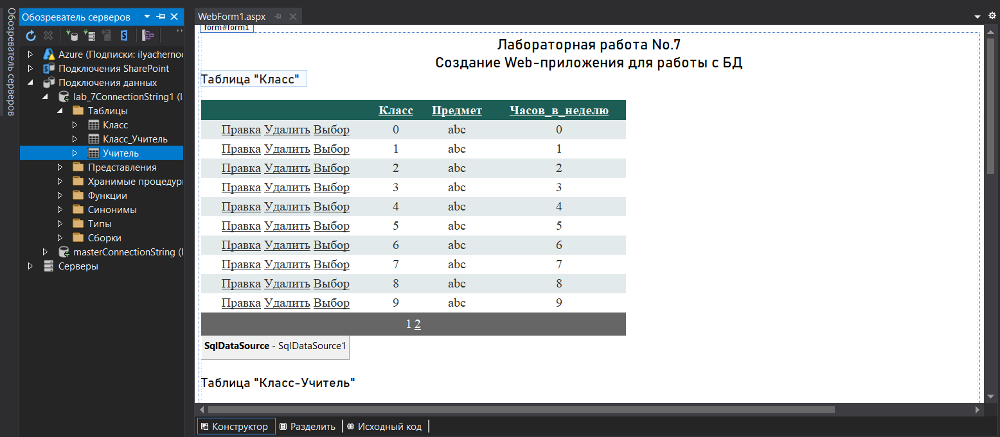 Обозреватель серверов
Обозреватель серверов
Azure (Подписки: ilyachernoc
Подключения SharePoint
Подключения данных
lab_7ConnectionString1 (l
Таблицы
Класс
Класс_Учитель
Учитель
Представления
Хранимые процедур
Функции
Синонимы
Типы
Сборки
masterConnectionString (l
Серверы
WebForm1.aspx
form#form1
Лабораторная работа No.7
Создание Web-приложения для работы с БД
Таблица "Класс"
Класс Предмет Часов_в_неделю
Правка Удалить Выбор 0 abc 0
Правка Удалить Выбор 1 abc 1
Правка Удалить Выбор 2 abc 2
Правка Удалить Выбор 3 abc 3
Правка Удалить Выбор 4 abc 4
Правка Удалить Выбор 5 abc 5
Правка Удалить Выбор 6 abc 6
Правка Удалить Выбор 7 abc 7
Правка Удалить Выбор 8 abc 8
Правка Удалить Выбор 9 abc 9
1 2
SqlDataSource - SqlDataSource1
Таблица "Класс-Учитель"
Конструктор Разделить Исходный код